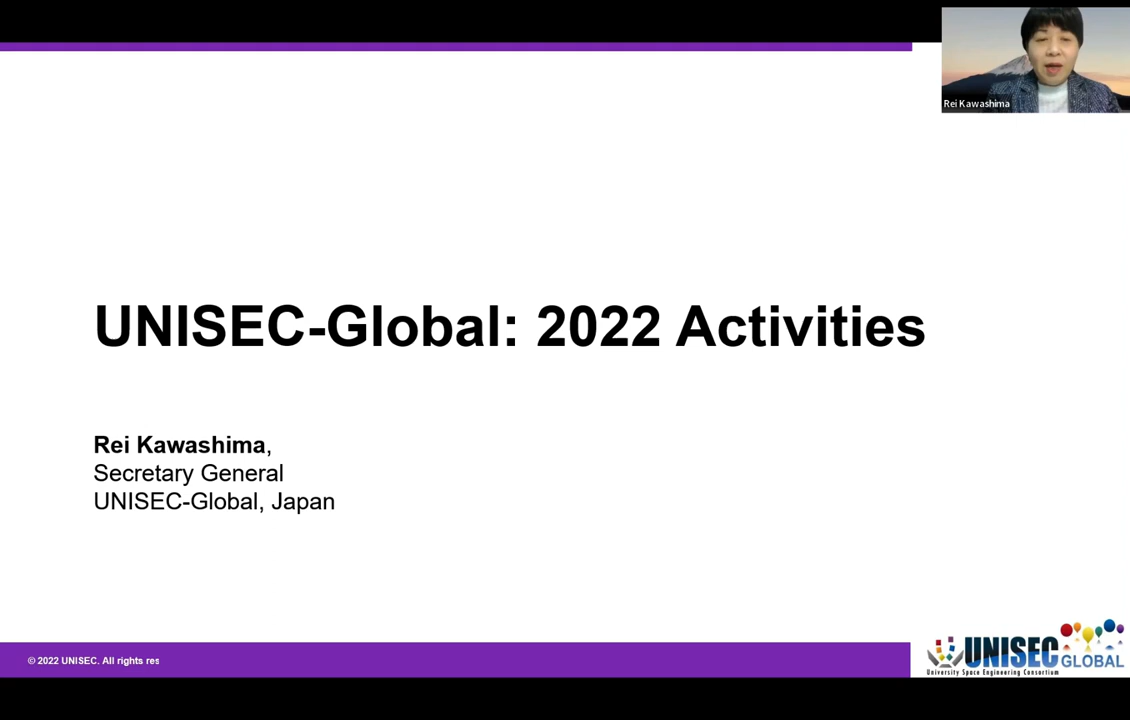 Rei Kawashima
UNISEC-Global: 2022 Activities
Rei Kawashima,
Secretary General
UNISEC-Global, Japan
© 2022 UNISEC. All rights res
UNISEC
GLOBAL
University Space Engineering Consortium